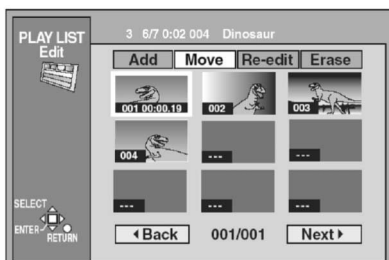 PLAY LIST
Edit
3 6/7 0:02 004 Dinosaur
Add Move Re-edit Erase
001 00:00.19 002 003
004 --- ---
--- --- ---
SELECT
ENTER RETURN
Back 001/001 Next